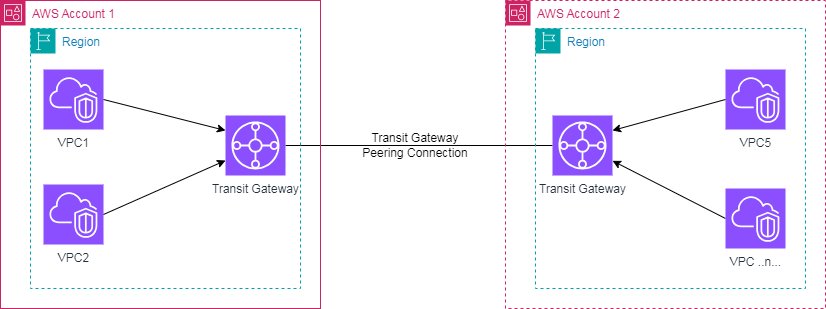 AWS Account 1
Region
VPC1
VPC2
Transit Gateway
Transit Gateway
Peering Connection
AWS Account 2
Region
Transit Gateway
VPC5
VPC ..n...